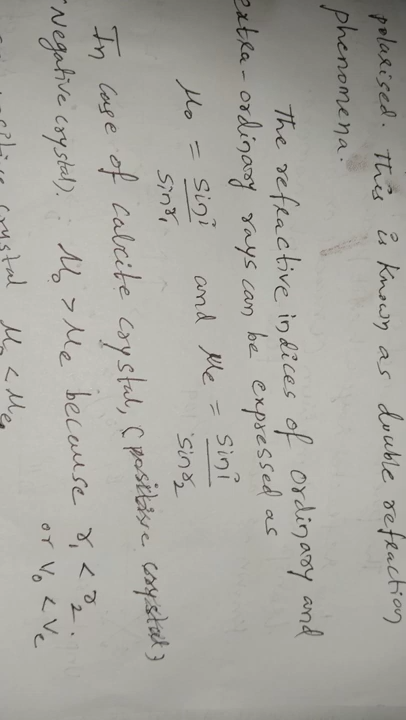 polarised. This is known as double refraction
phenomena.
The refractive indices of ordinary and
extra-ordinary rays can be expressed as
μo = sin i / sin r1 and μe = sin i / sin r2
In case of calcite crystal, (positive crystal)
Negative crystal). μo > μe because r1 < r2.
or vo < ve
crystal μo < μe